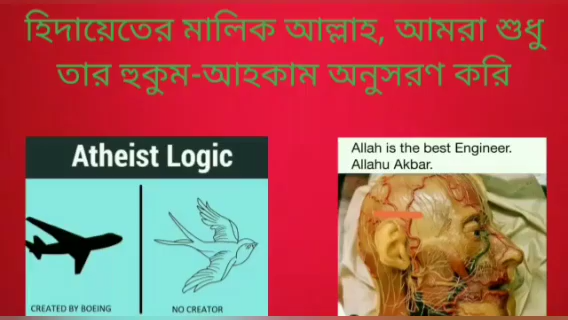 হিদায়েতের মালিক আল্লাহ, আমরা শুধু
তার হুকুম-আহকাম অনুসরণ করি
Atheist Logic
CREATED BY BOEING
NO CREATOR
Allah is the best Engineer.
Allahu Akbar.